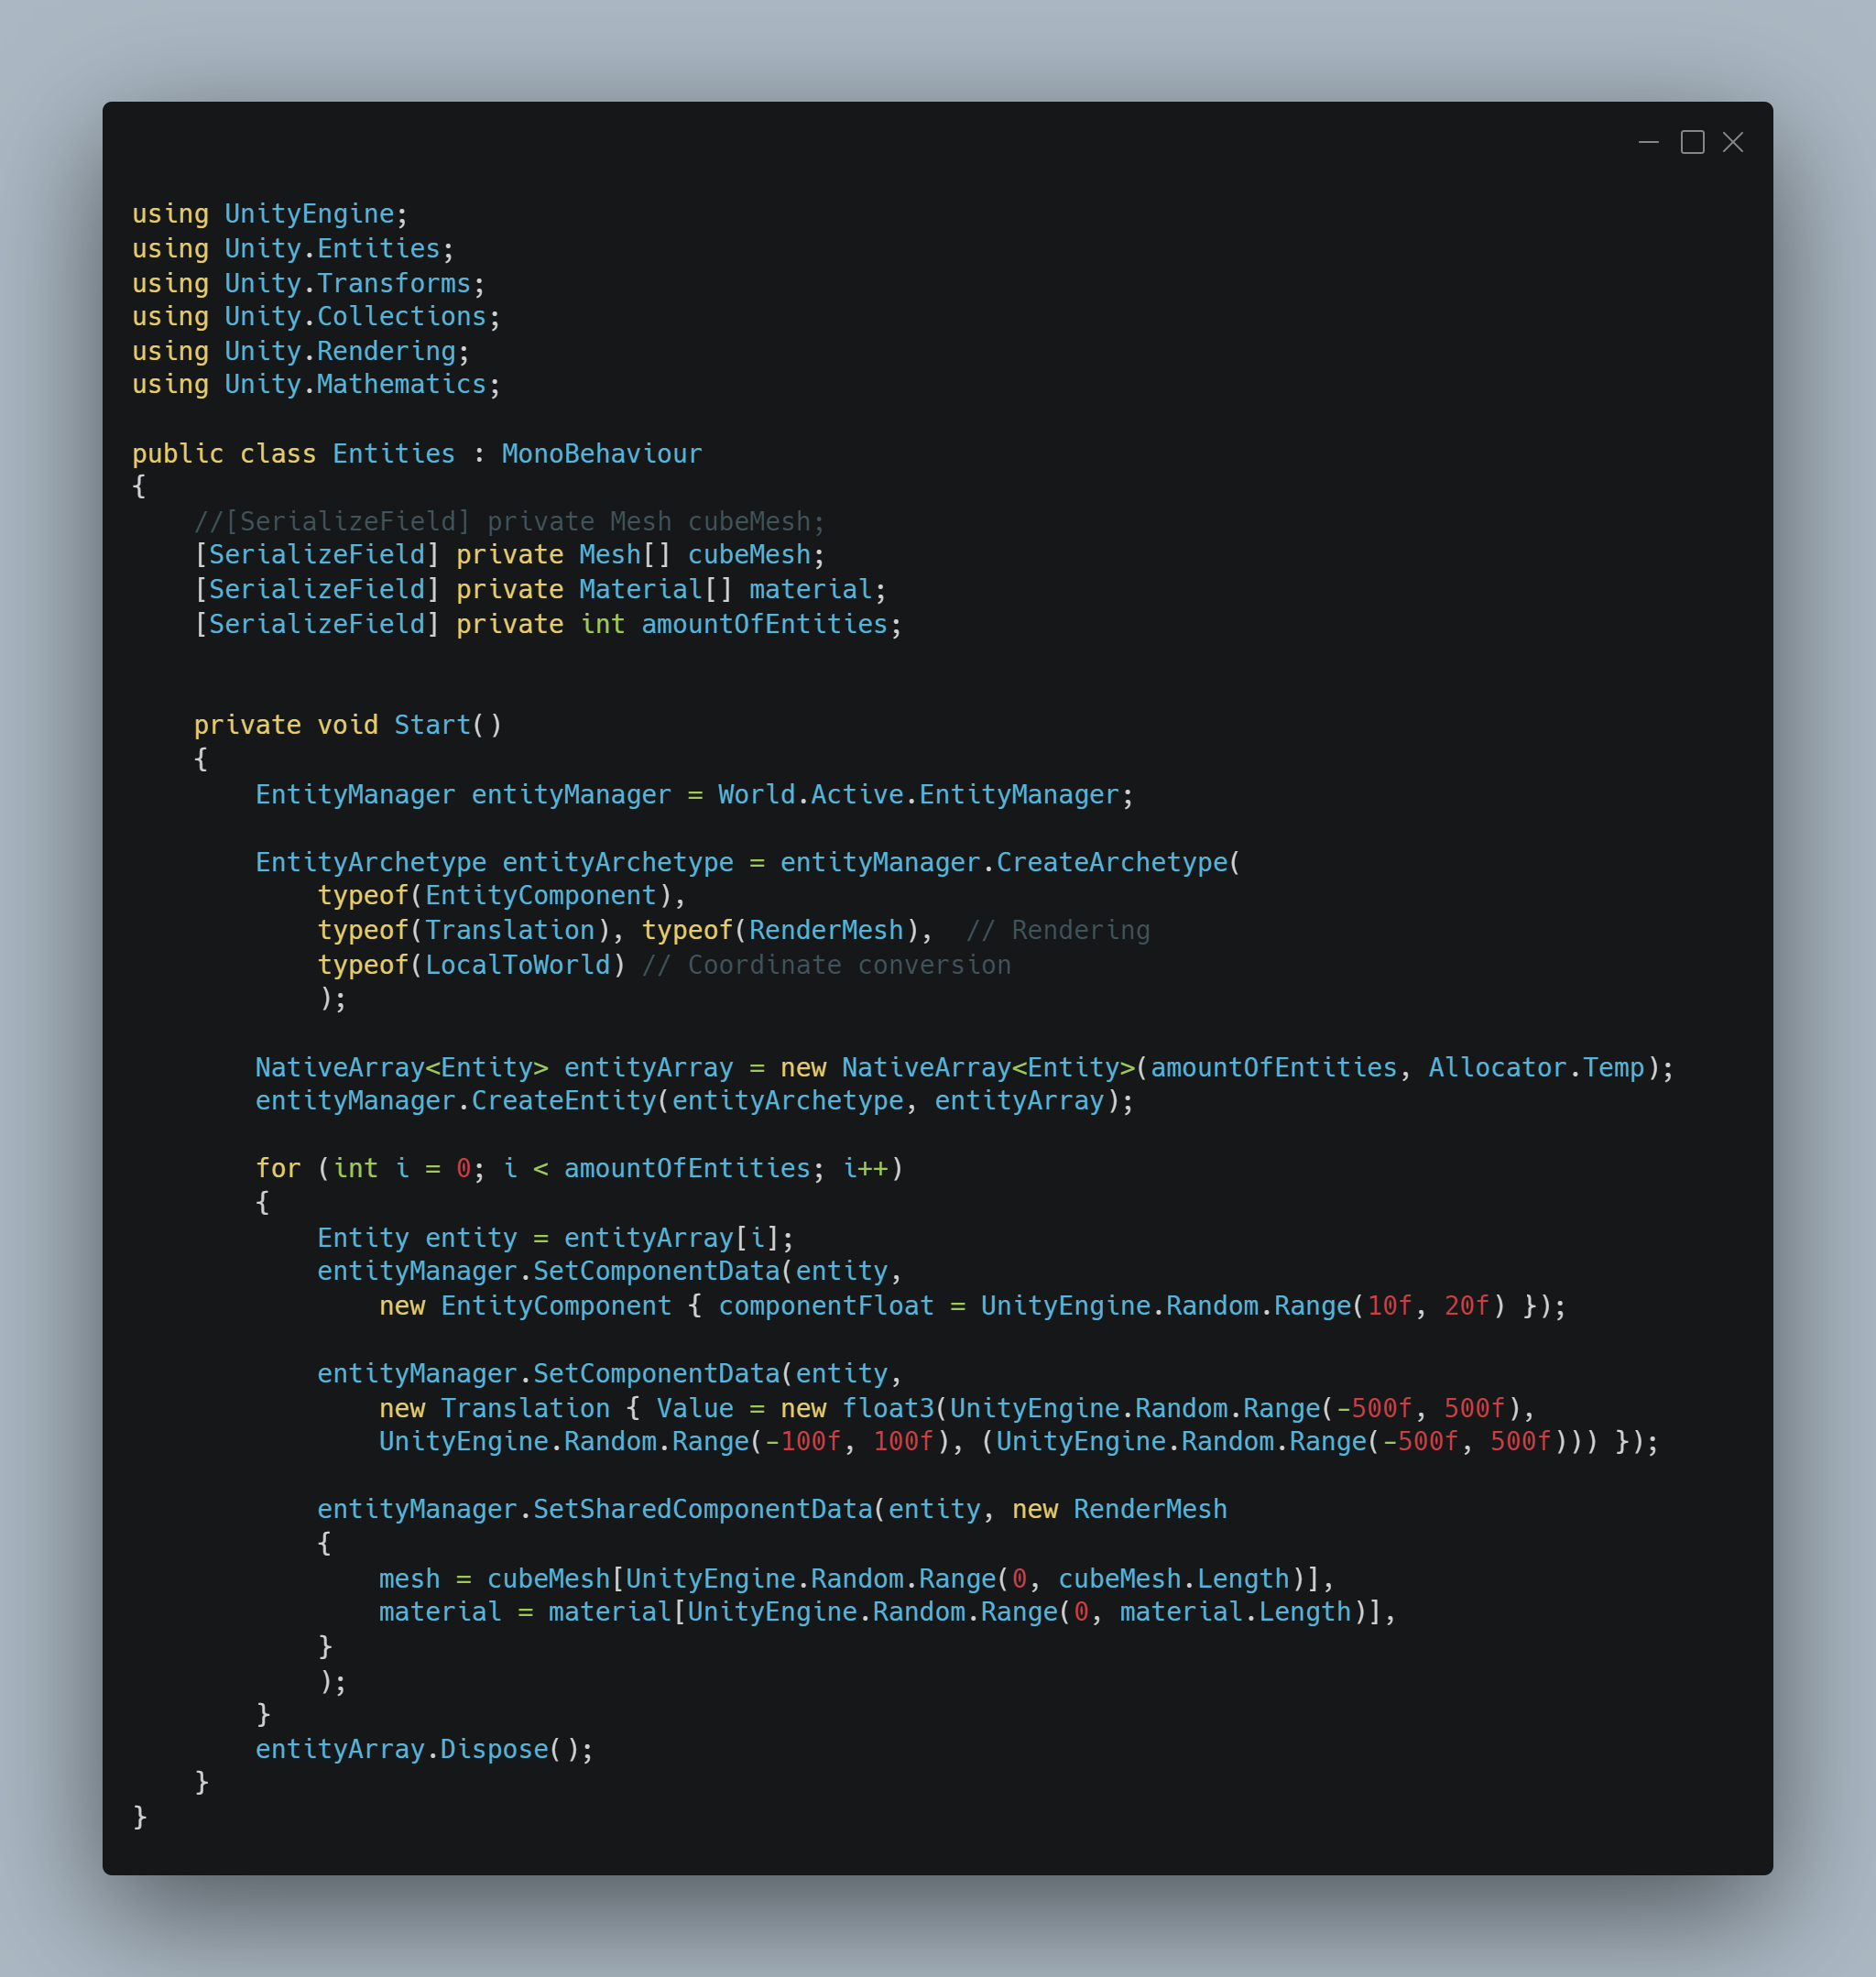 using UnityEngine;
using Unity.Entities;
using Unity.Transforms;
using Unity.Collections;
using Unity.Rendering;
using Unity.Mathematics;

public class Entities : MonoBehaviour
{
    //[SerializeField] private Mesh cubeMesh;
    [SerializeField] private Mesh[] cubeMesh;
    [SerializeField] private Material[] material;
    [SerializeField] private int amountOfEntities;


    private void Start()
    {
        EntityManager entityManager = World.Active.EntityManager;

        EntityArchetype entityArchetype = entityManager.CreateArchetype(
            typeof(EntityComponent),
            typeof(Translation), typeof(RenderMesh),  // Rendering
            typeof(LocalToWorld) // Coordinate conversion
            );

        NativeArray<Entity> entityArray = new NativeArray<Entity>(amountOfEntities, Allocator.Temp);
        entityManager.CreateEntity(entityArchetype, entityArray);

        for (int i = 0; i < amountOfEntities; i++)
        {
            Entity entity = entityArray[i];
            entityManager.SetComponentData(entity,
                new EntityComponent { componentFloat = UnityEngine.Random.Range(10f, 20f) });

            entityManager.SetComponentData(entity,
                new Translation { Value = new float3(UnityEngine.Random.Range(-500f, 500f),
                UnityEngine.Random.Range(-100f, 100f), (UnityEngine.Random.Range(-500f, 500f))) });

            entityManager.SetSharedComponentData(entity, new RenderMesh
            {
                mesh = cubeMesh[UnityEngine.Random.Range(0, cubeMesh.Length)],
                material = material[UnityEngine.Random.Range(0, material.Length)],
            }
            );
        }
        entityArray.Dispose();
    }
}